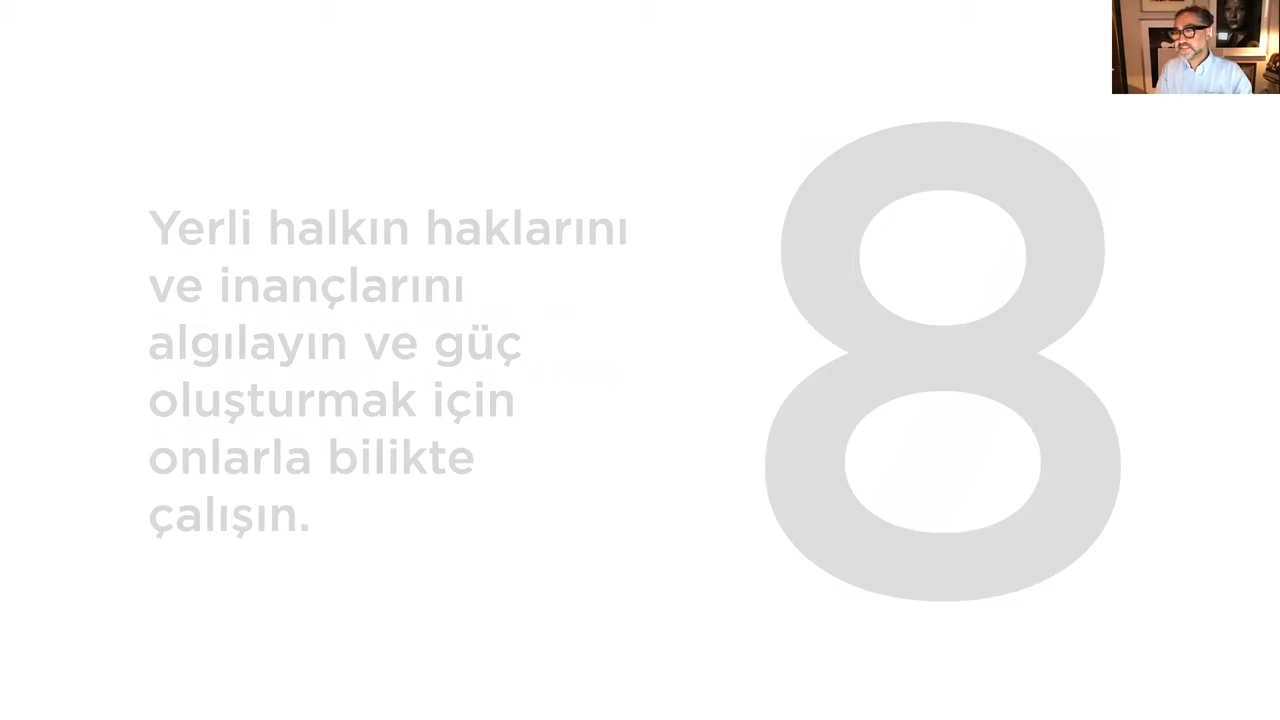 Yerli halkın haklarını
ve inançlarını
algılayın ve güç
oluşturmak için
onlarla bilikte
çalışın.
8